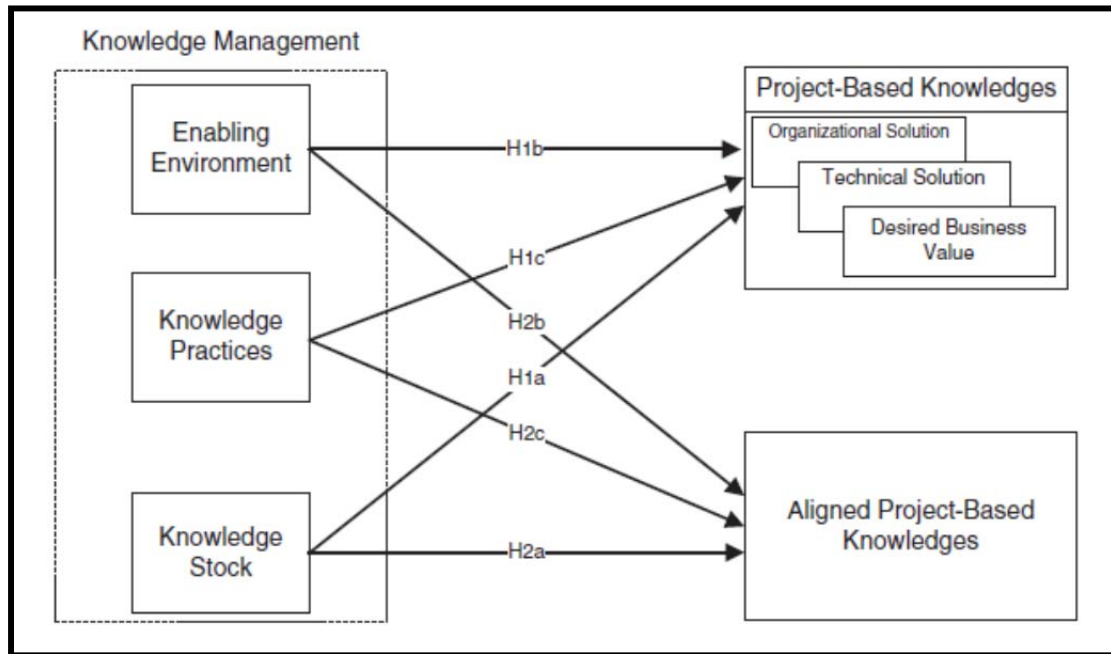 Knowledge Management
Enabling
Environment
Knowledge
Practices
Knowledge
Stock
H1b
H1c
H2b
H1a
H2c
H2a
Project-Based Knowledges
Organizational Solution
Technical Solution
Desired Business
Value
Aligned Project-Based
Knowledges